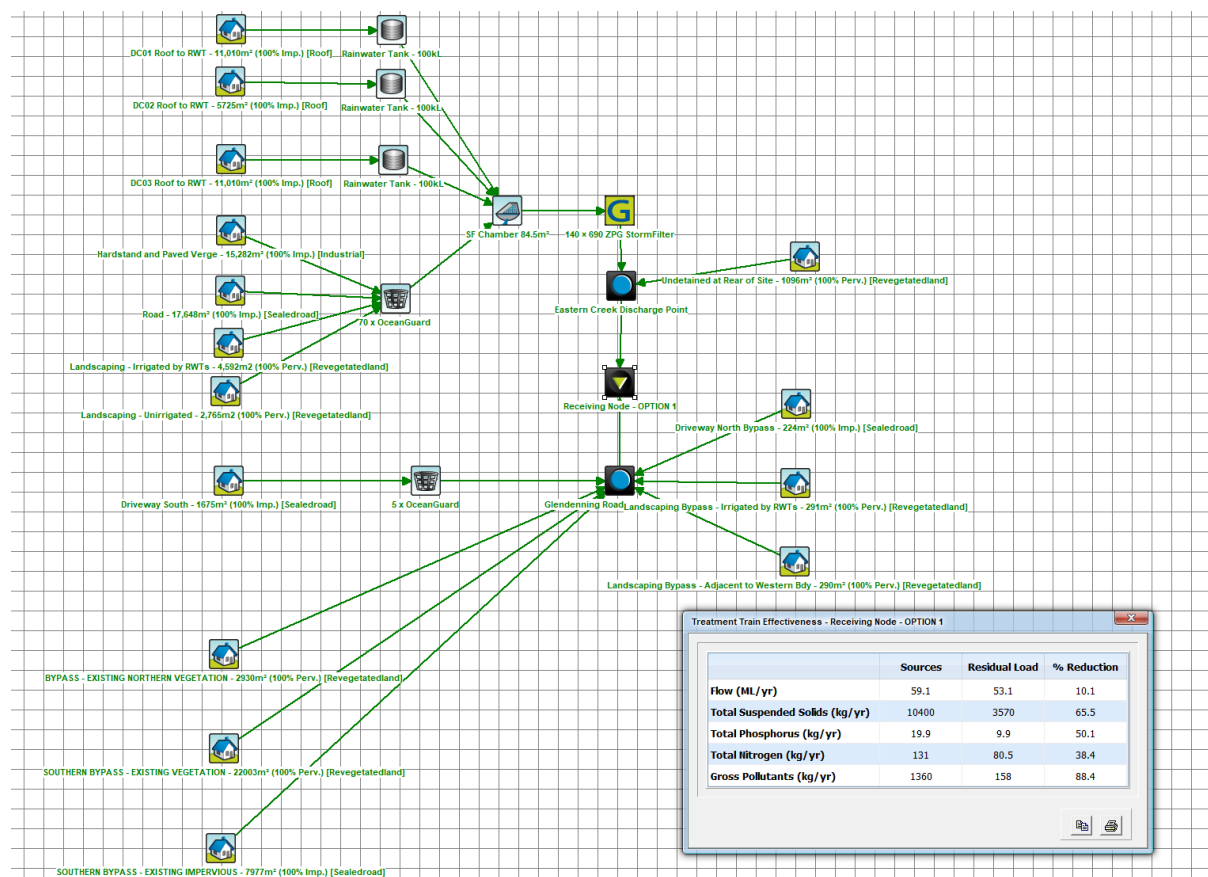 DC01 Roof to RWT - 11,010m² (100% Imp.) [Roof]
Rainwater Tank - 100kL
DC02 Roof to RWT - 5725m² (100% Imp.) [Roof]
Rainwater Tank - 100kL
DC03 Roof to RWT - 11,010m² (100% Imp.) [Roof]
Rainwater Tank - 100kL
SF Chamber 84.5m²
G
140 x 690 ZPG StormFilter
Hardstand and Paved Verge - 15,282m² (100% Imp.) [Industrial]
Undetained at Rear of Site - 1096m² (100% Perv.) [Revegetatedland]
Road - 17,648m² (100% Imp.) [Sealedroad]
70 x OceanGuard
Eastern Creek Discharge Point
Landscaping - Irrigated by RWTs - 4,592m2 (100% Perv.) [Revegetatedland]
Landscaping - Unirrigated - 2,765m2 (100% Perv.) [Revegetatedland]
Receiving Node - OPTION 1
Driveway North Bypass - 224m² (100% Imp.) [Sealedroad]
Driveway South - 1675m² (100% Imp.) [Sealedroad]
5 x OceanGuard
Glendenning Road
Landscaping Bypass - Irrigated by RWTs - 291m² (100% Perv.) [Revegetatedland]
Landscaping Bypass - Adjacent to Western Bdy - 290m² (100% Perv.) [Revegetatedland]
BYPASS - EXISTING NORTHERN VEGETATION - 2930m² (100% Perv.) [Revegetatedland]
SOUTHERN BYPASS - EXISTING VEGETATION - 22003m² (100% Perv.) [Revegetatedland]
SOUTHERN BYPASS - EXISTING IMPERVIOUS - 7977m² (100% Imp.) [Sealedroad]
Treatment Train Effectiveness - Receiving Node - OPTION 1
Sources Residual Load % Reduction
Flow (ML/yr) 59.1 53.1 10.1
Total Suspended Solids (kg/yr) 10400 3570 65.5
Total Phosphorus (kg/yr) 19.9 9.9 50.1
Total Nitrogen (kg/yr) 131 80.5 38.4
Gross Pollutants (kg/yr) 1360 158 88.4